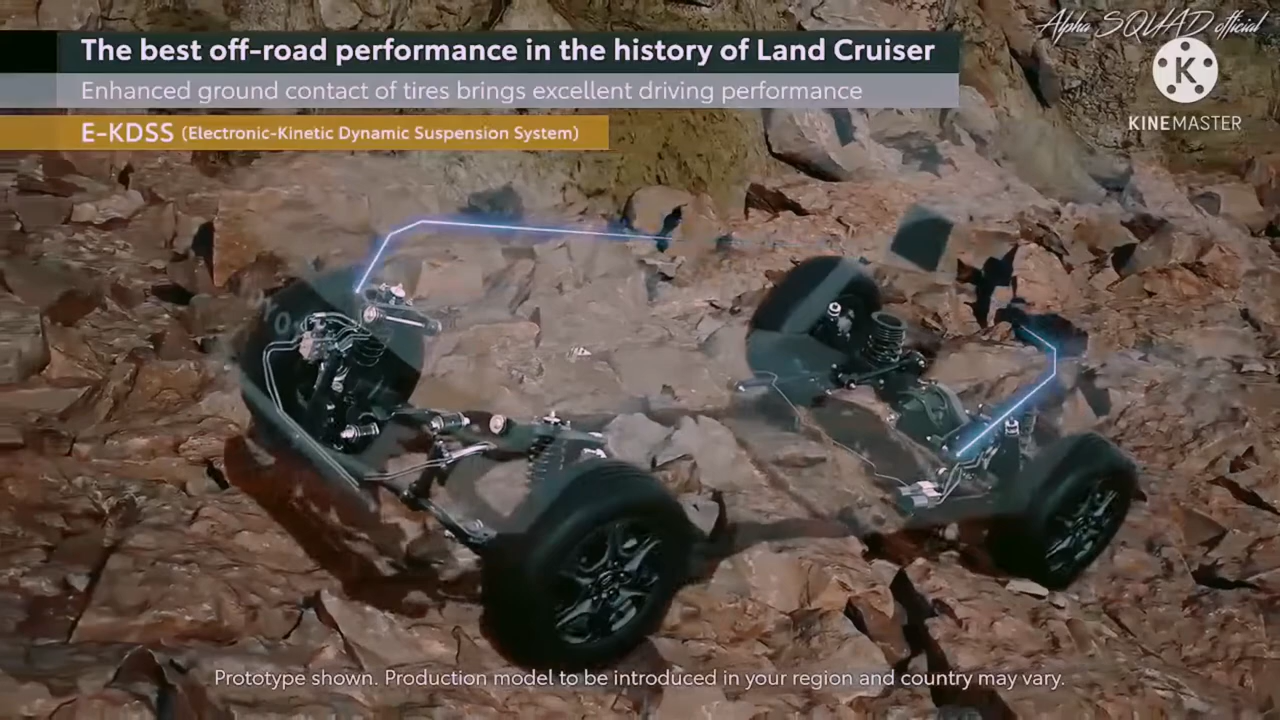 Alpha SQUAD official
The best off-road performance in the history of Land Cruiser
Enhanced ground contact of tires brings excellent driving performance
E-KDSS (Electronic-Kinetic Dynamic Suspension System)
K
KINEMASTER
Prototype shown. Production model to be introduced in your region and country may vary.